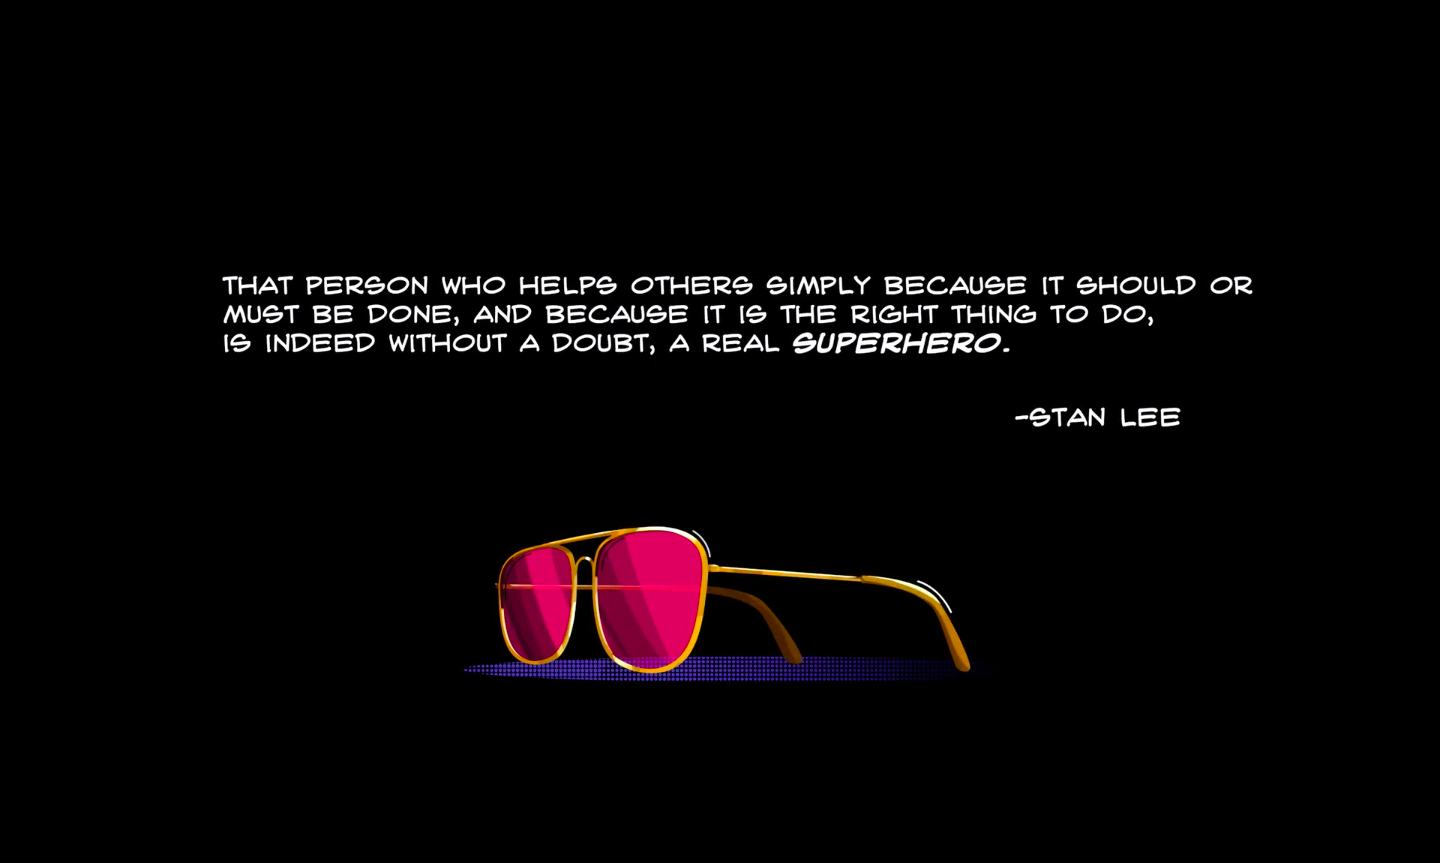 THAT PERSON WHO HELPS OTHERS SIMPLY BECAUSE IT SHOULD OR
MUST BE DONE, AND BECAUSE IT IS THE RIGHT THING TO DO,
IS INDEED WITHOUT A DOUBT, A REAL SUPERHERO.
-STAN LEE